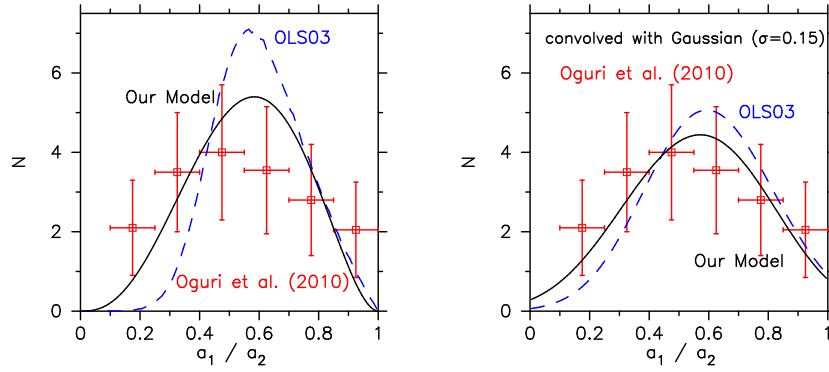 OLS03
Our Model
Oguri et al. (2010)
N
0
2
4
6
0 0.2 0.4 0.6 0.8 1
a₁ / a₂
convolved with Gaussian (σ=0.15)
Oguri et al. (2010)
OLS03
Our Model
N
0
2
4
6
0 0.2 0.4 0.6 0.8 1
a₁ / a₂